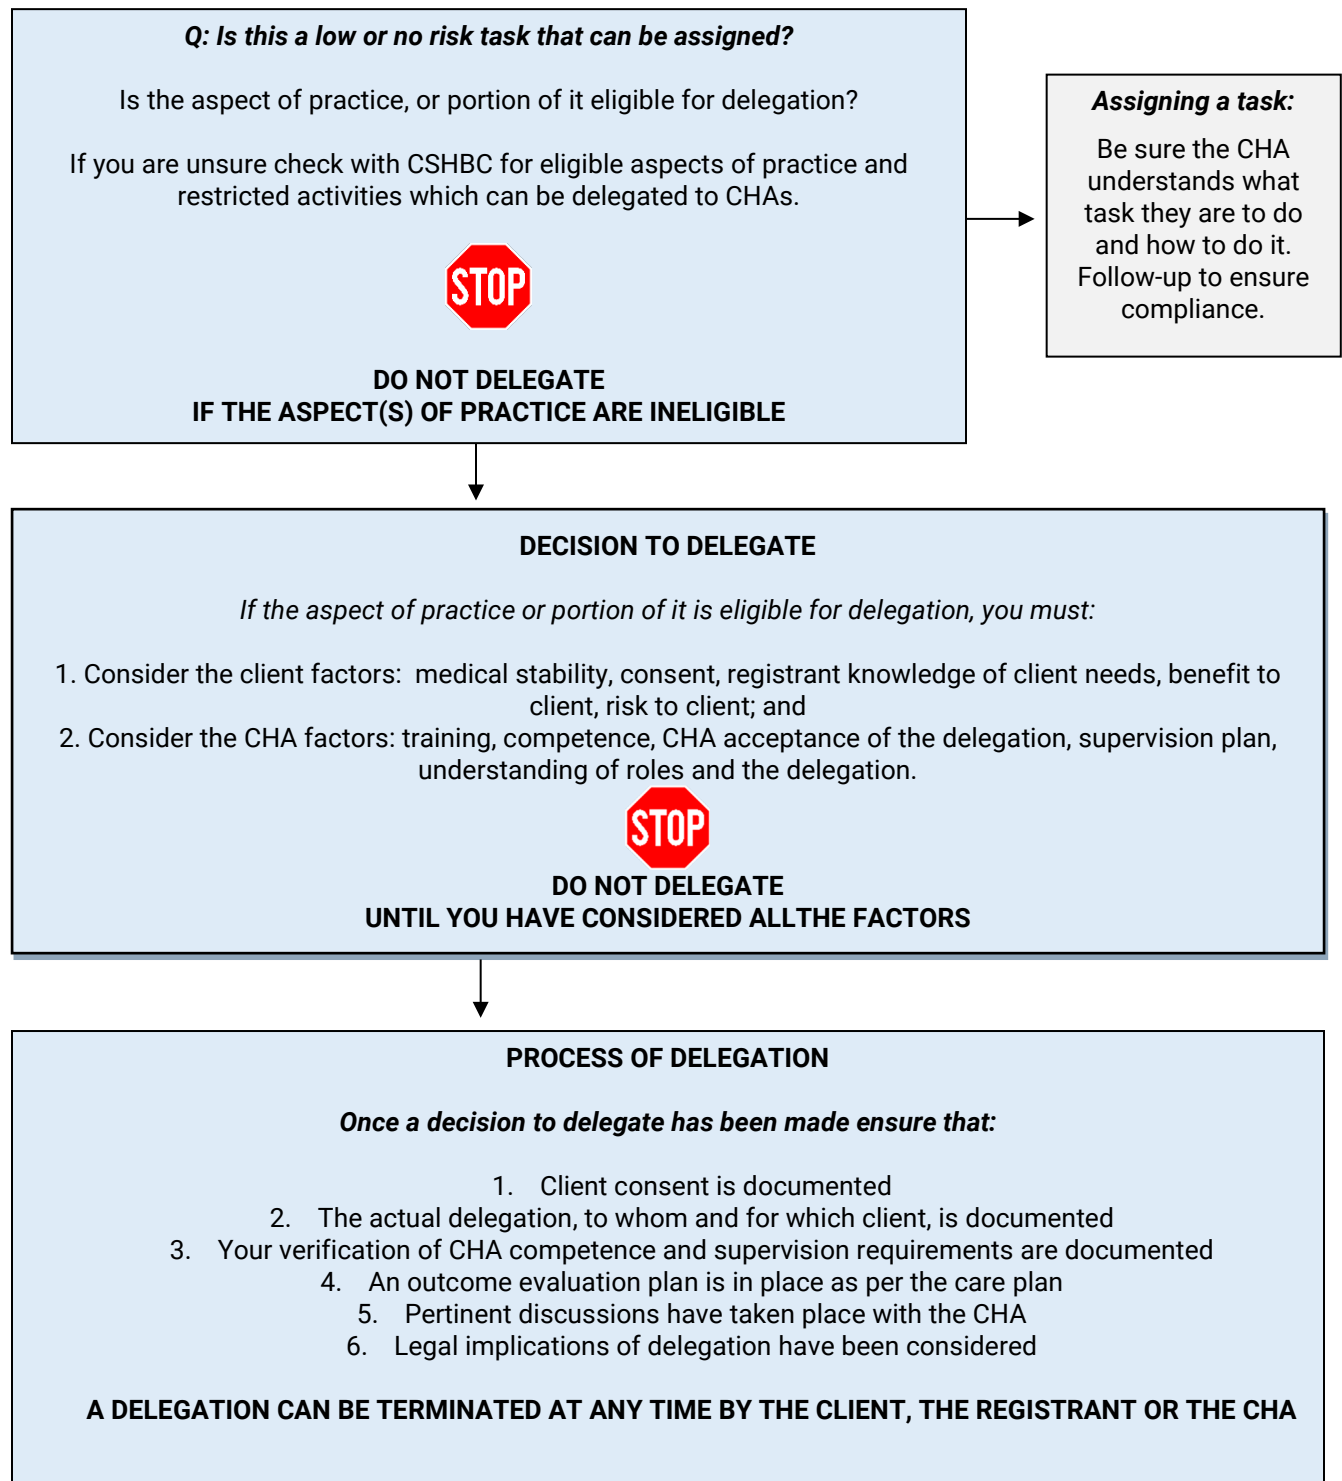 Q: Is this a low or no risk task that can be assigned?
Is the aspect of practice, or portion of it eligible for delegation?
If you are unsure check with CSHBC for eligible aspects of practice and
restricted activities which can be delegated to CHAs.
STOP
DO NOT DELEGATE
IF THE ASPECT(S) OF PRACTICE ARE INELIGIBLE
Assigning a task:
Be sure the CHA
understands what
task they are to do
and how to do it.
Follow-up to ensure
compliance.
DECISION TO DELEGATE
If the aspect of practice or portion of it is eligible for delegation, you must:
1. Consider the client factors: medical stability, consent, registrant knowledge of client needs, benefit to
client, risk to client; and
2. Consider the CHA factors: training, competence, CHA acceptance of the delegation, supervision plan,
understanding of roles and the delegation.
STOP
DO NOT DELEGATE
UNTIL YOU HAVE CONSIDERED ALLTHE FACTORS
PROCESS OF DELEGATION
Once a decision to delegate has been made ensure that:
1. Client consent is documented
2. The actual delegation, to whom and for which client, is documented
3. Your verification of CHA competence and supervision requirements are documented
4. An outcome evaluation plan is in place as per the care plan
5. Pertinent discussions have taken place with the CHA
6. Legal implications of delegation have been considered
A DELEGATION CAN BE TERMINATED AT ANY TIME BY THE CLIENT, THE REGISTRANT OR THE CHA